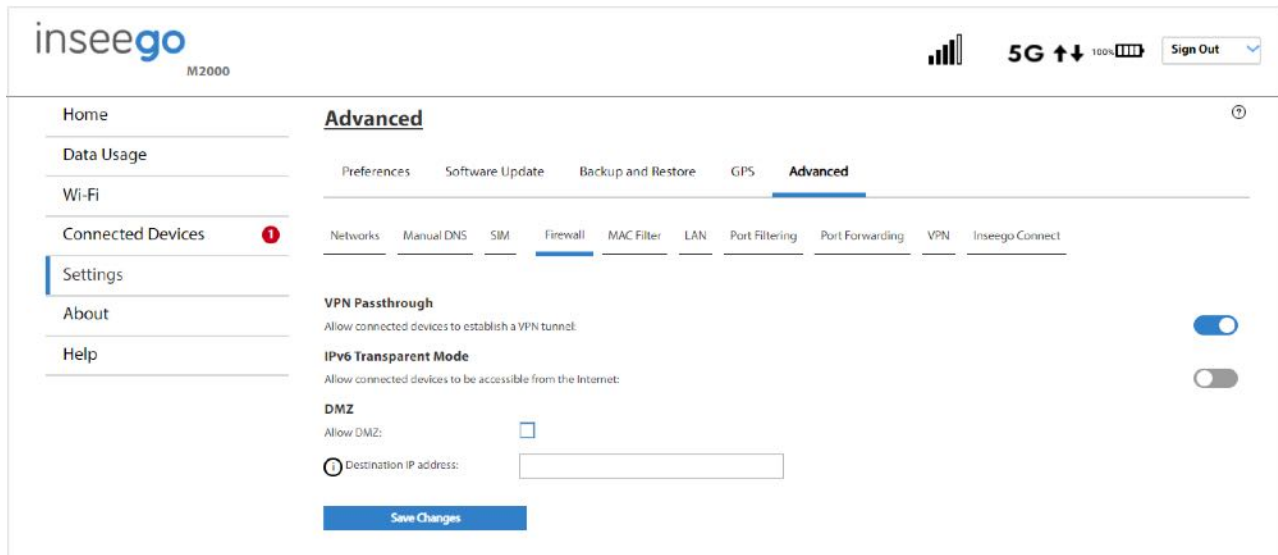 inseego
M2000
5G 100% Sign Out
Home
Data Usage
Wi-Fi
Connected Devices 1
Settings
About
Help
Advanced ?
Preferences Software Update Backup and Restore GPS Advanced
Networks Manual DNS SIM Firewall MAC Filter LAN Port Filtering Port Forwarding VPN Inseego Connect
VPN Passthrough
Allow connected devices to establish a VPN tunnel:
IPv6 Transparent Mode
Allow connected devices to be accessible from the Internet:
DMZ
Allow DMZ:
i Destination IP address:
Save Changes